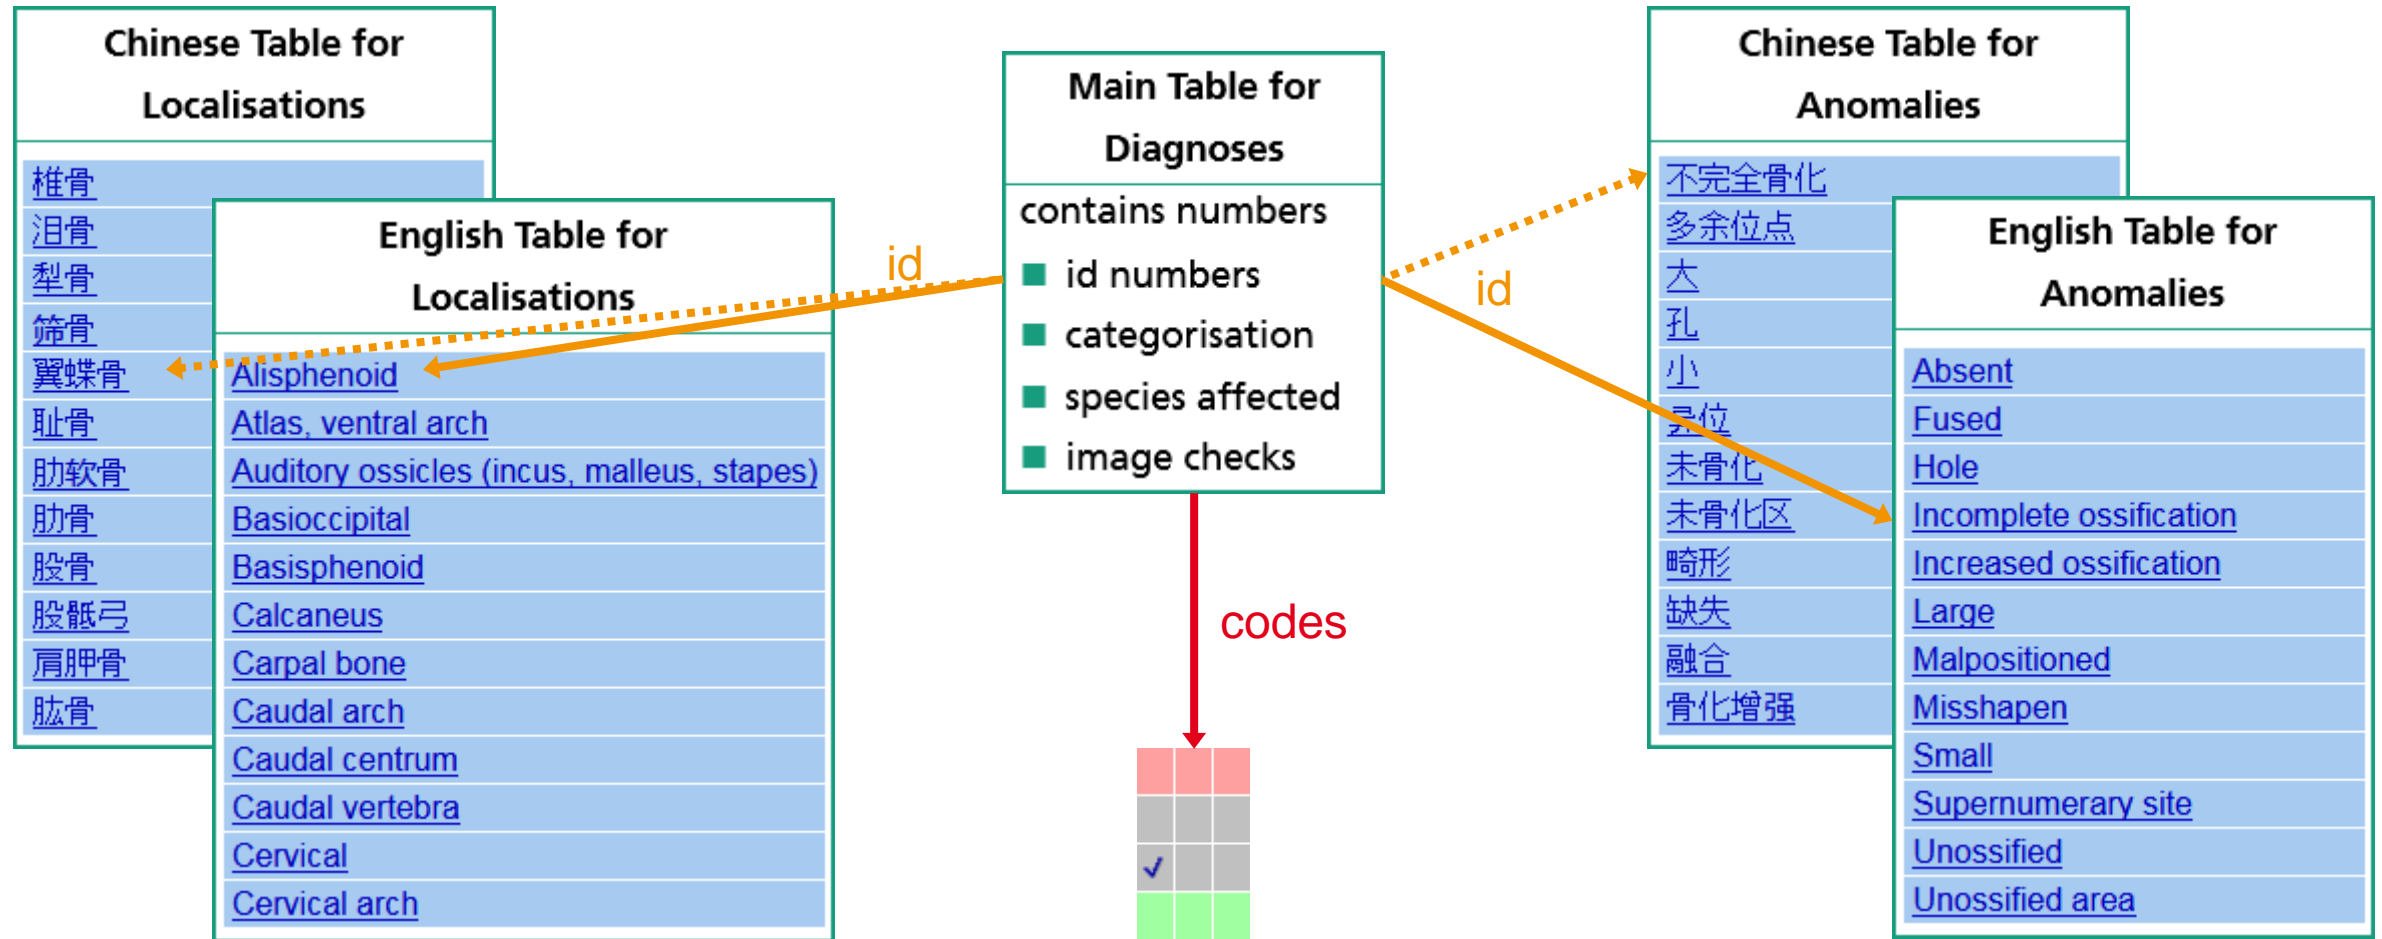 Chinese Table for
Localisations
椎骨
泪骨
犁骨
筛骨
翼蝶骨
耻骨
肋软骨
肋骨
股骨
股骶弓
肩胛骨
肱骨
English Table for
Localisations
Alisphenoid
Atlas, ventral arch
Auditory ossicles (incus, malleus, stapes)
Basioccipital
Basisphenoid
Calcaneus
Carpal bone
Caudal arch
Caudal centrum
Caudal vertebra
Cervical
Cervical arch
id
Main Table for
Diagnoses
contains numbers
id numbers
categorisation
species affected
image checks
codes
id
Chinese Table for
Anomalies
不完全骨化
多余位点
大
孔
小
异位
未骨化
未骨化区
畸形
缺失
融合
骨化增强
English Table for
Anomalies
Absent
Fused
Hole
Incomplete ossification
Increased ossification
Large
Malpositioned
Misshapen
Small
Supernumerary site
Unossified
Unossified area